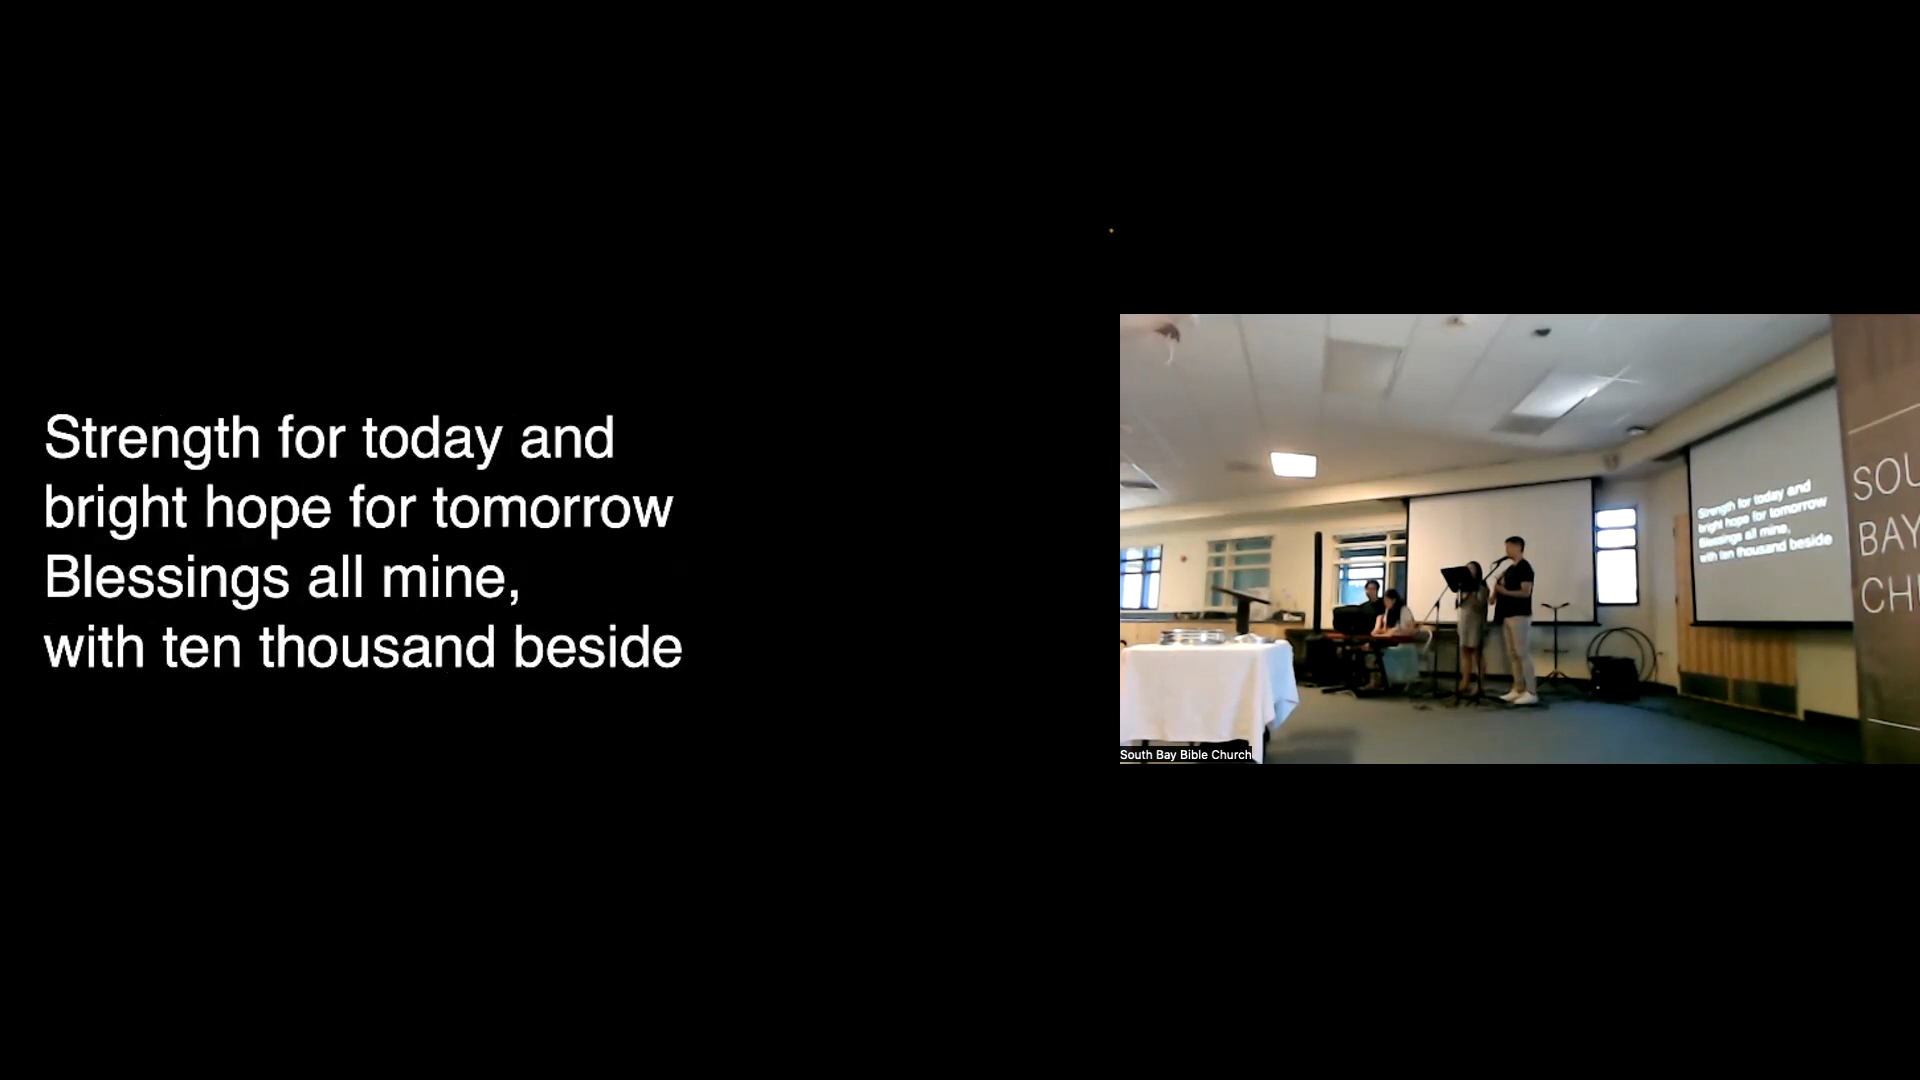 Strength for today and
bright hope for tomorrow
Blessings all mine,
with ten thousand beside
Strength for today and
bright hope for tomorrow
Blessings all mine,
with ten thousand beside
SOU
BAY
CHI
South Bay Bible Church